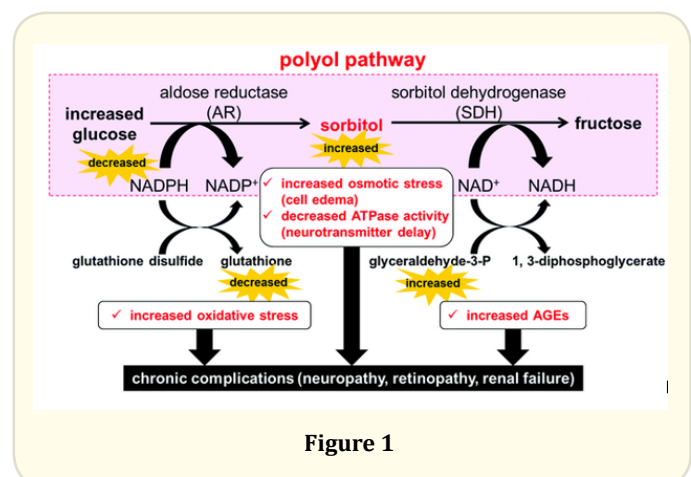 polyol pathway
aldose reductase
(AR)
sorbitol dehydrogenase
(SDH)
increased
glucose
sorbitol
fructose
decreased
increased
NADPH
NADP+
NAD+
NADH
✓ increased osmotic stress
(cell edema)
✓ decreased ATPase activity
(neurotransmitter delay)
glutathione disulfide
glutathione
glyceraldehyde-3-P
1, 3-diphosphoglycerate
decreased
increased
✓ increased oxidative stress
✓ increased AGEs
chronic complications (neuropathy, retinopathy, renal failure)
Figure 1